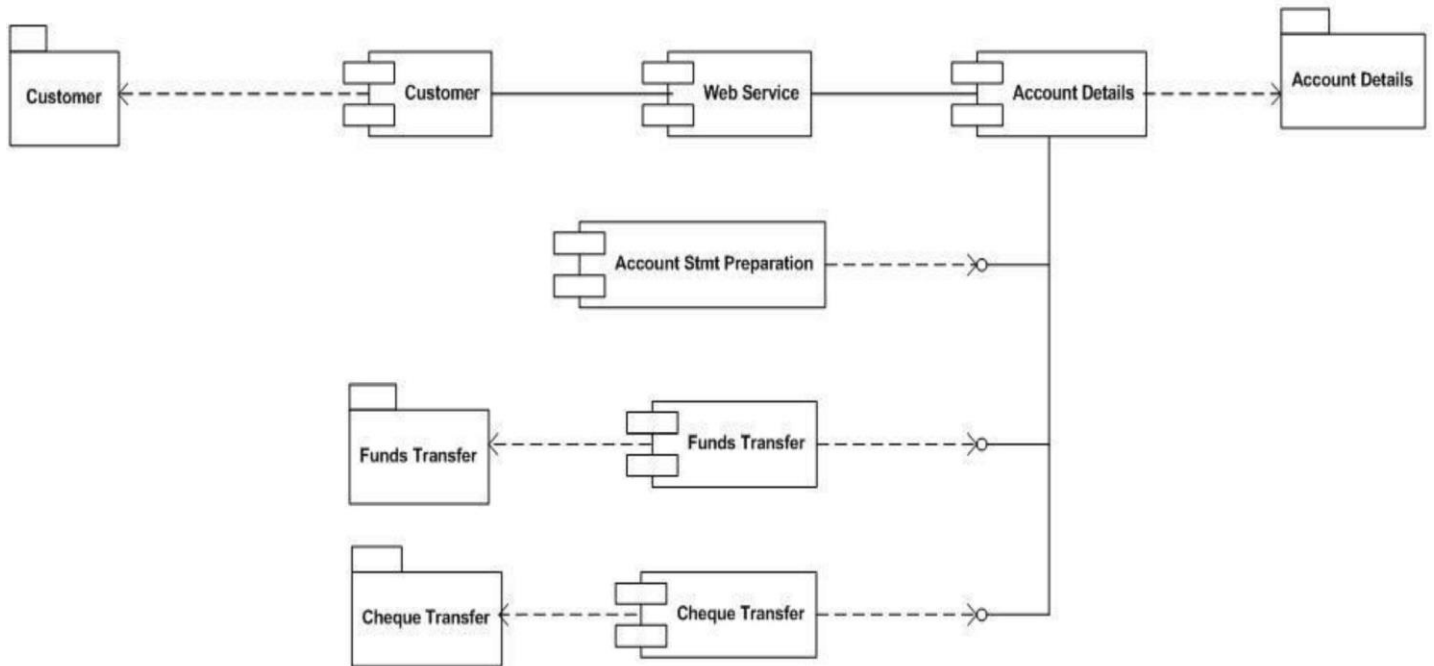 Customer
Customer
Web Service
Account Details
Account Details
Account Stmt Preparation
Funds Transfer
Funds Transfer
Cheque Transfer
Cheque Transfer